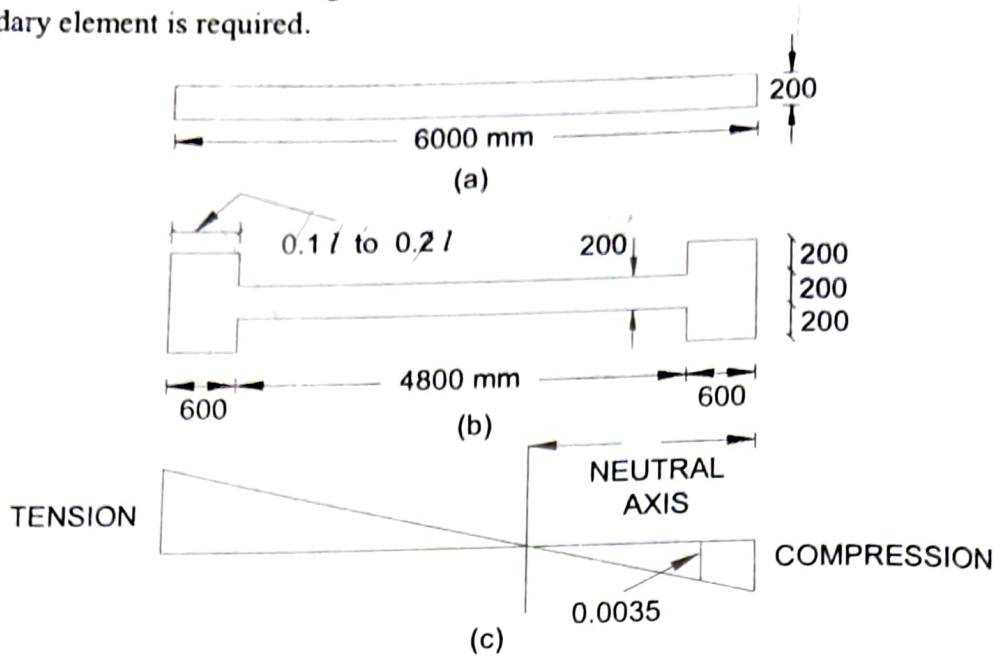 dary element is required.
200
6000 mm
(a)
0.1 l to 0.2 l
200
200
200
200
4800 mm
600
600
(b)
NEUTRAL
AXIS
TENSION
COMPRESSION
0.0035
(c)